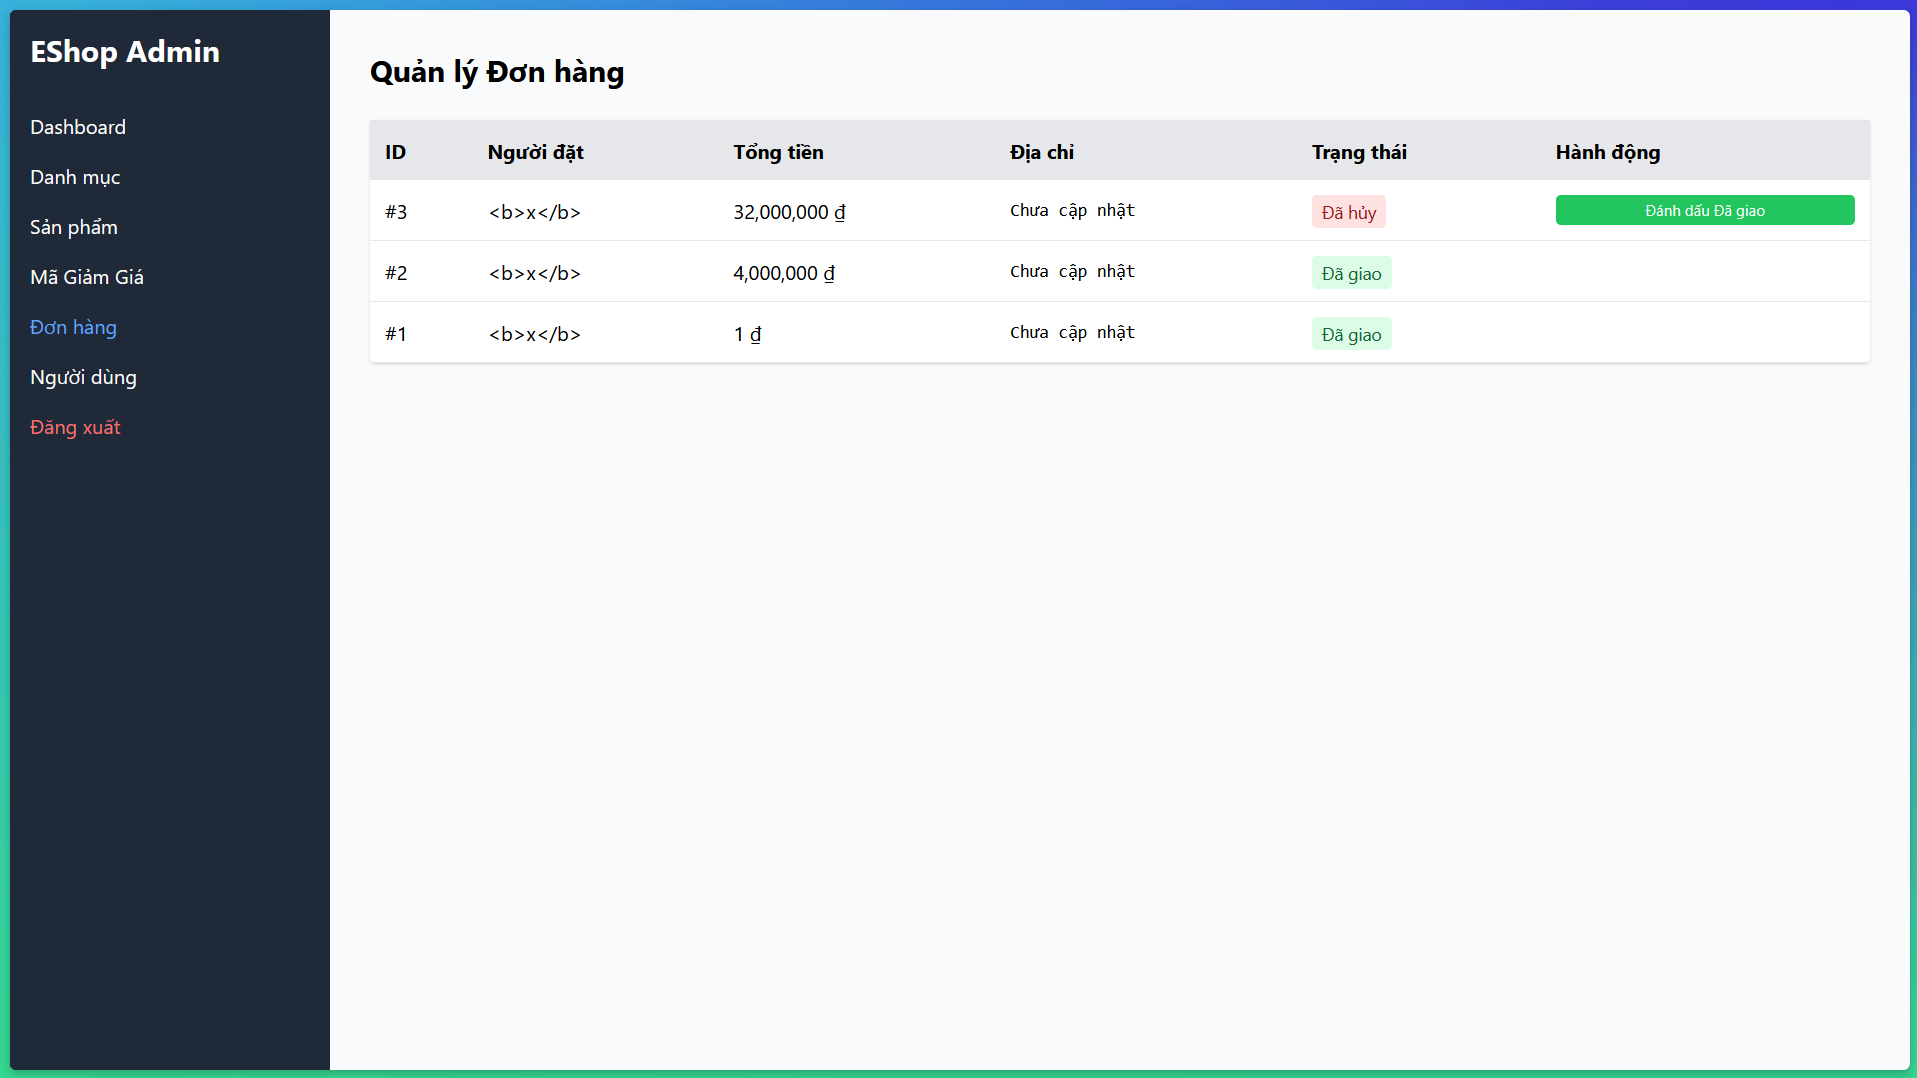 EShop Admin
Dashboard
Danh mục
Sản phẩm
Mã Giảm Giá
Đơn hàng
Người dùng
Đăng xuất
Quản lý Đơn hàng
ID Người đặt Tổng tiền Địa chỉ Trạng thái Hành động
#3 <b>x</b> 32,000,000 ₫ Chưa cập nhật Đã hủy Đánh dấu Đã giao
#2 <b>x</b> 4,000,000 ₫ Chưa cập nhật Đã giao
#1 <b>x</b> 1 ₫ Chưa cập nhật Đã giao